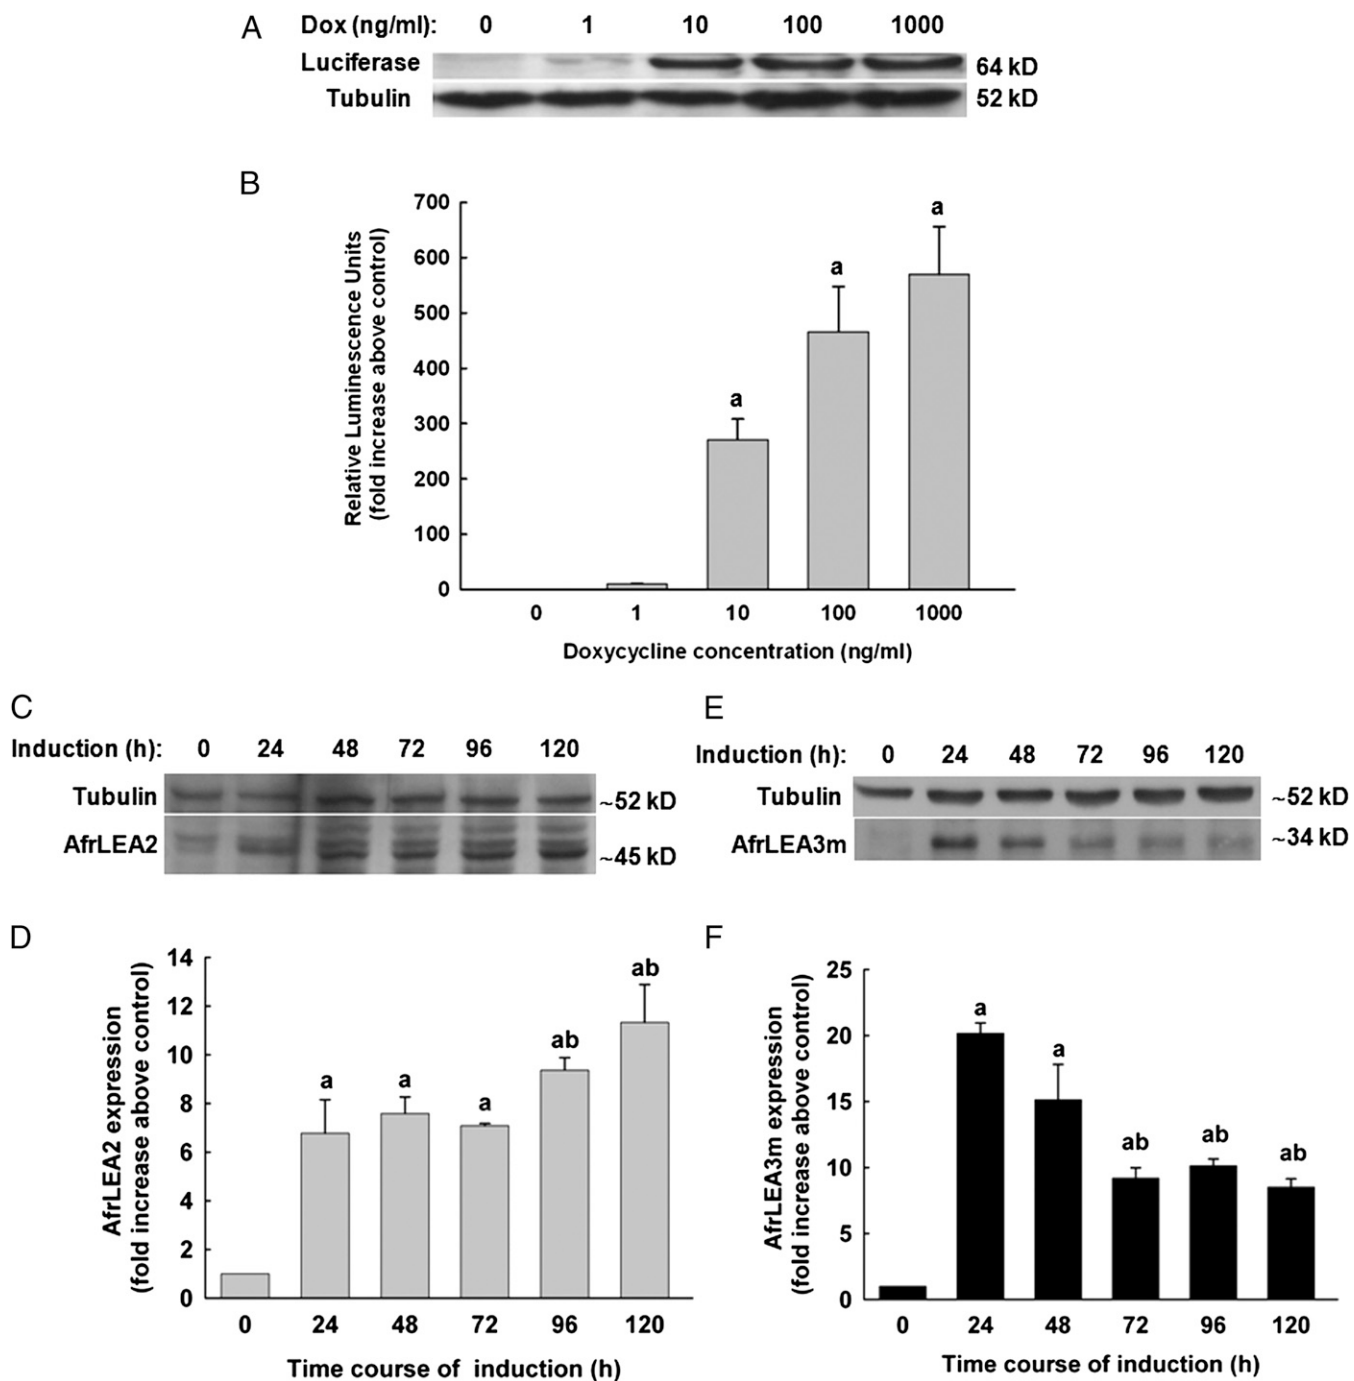 A
Dox (ng/ml): 0 1 10 100 1000
Luciferase 64 kD
Tubulin 52 kD
B
Relative Luminescence Units
(fold increase above control)
700
600
500
400
300
200
100
0
a
a
a
0 1 10 100 1000
Doxycycline concentration (ng/ml)
C
Induction (h): 0 24 48 72 96 120
Tubulin ~52 kD
AfrLEA2 ~45 kD
E
Induction (h): 0 24 48 72 96 120
Tubulin ~52 kD
AfrLEA3m ~34 kD
D
AfrLEA2 expression
(fold increase above control)
14
12
10
8
6
4
2
0
a a a ab ab
0 24 48 72 96 120
Time course of induction (h)
F
AfrLEA3m expression
(fold increase above control)
25
20
15
10
5
0
a a ab ab ab
0 24 48 72 96 120
Time course of induction (h)